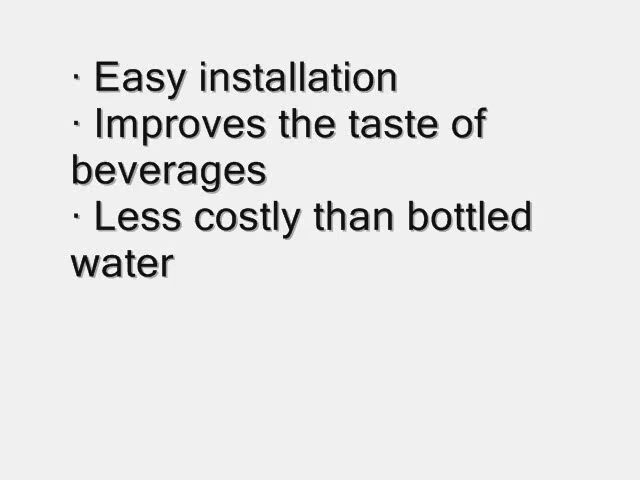 · Easy installation
· Improves the taste of
beverages
· Less costly than bottled
water